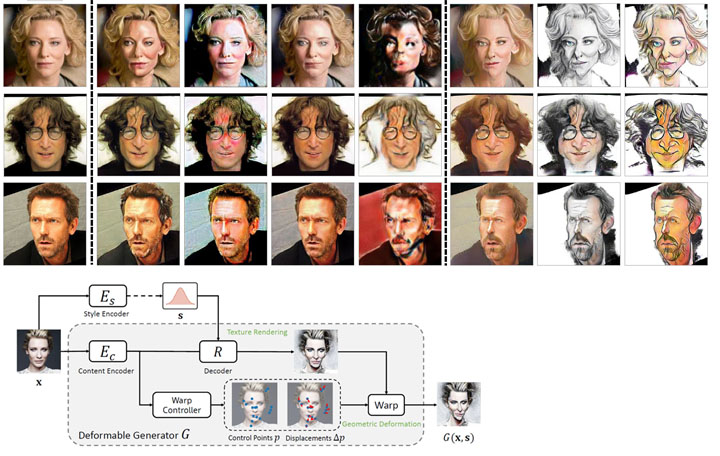 E_S
Style Encoder
s
Texture Rendering
x
E_C
Content Encoder
R
Decoder
Warp
Controller
Control Points p
Displacements Δp
Warp
Geometric Deformation
Deformable Generator G
G(x, s)